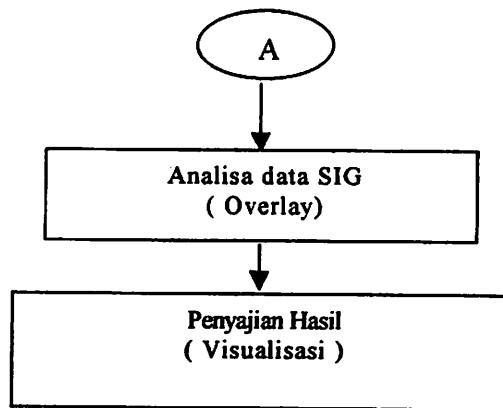 A
Analisa data SIG
( Overlay)
Penyajian Hasil
( Visualisasi )